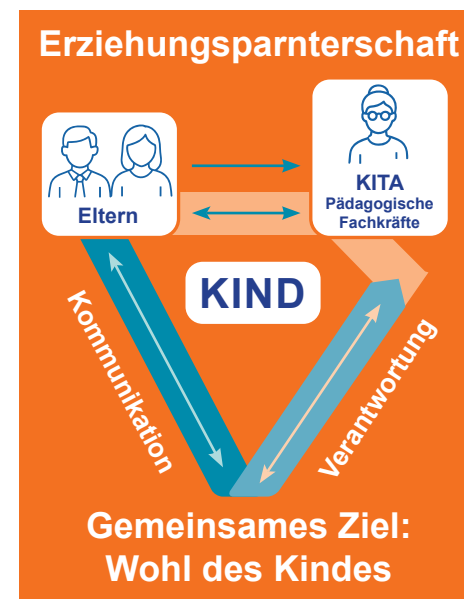 Erziehungsparnterschaft
Eltern
KITA
Pädagogische
Fachkräfte
KIND
Kommunikation
Verantwortung
Gemeinsames Ziel:
Wohl des Kindes